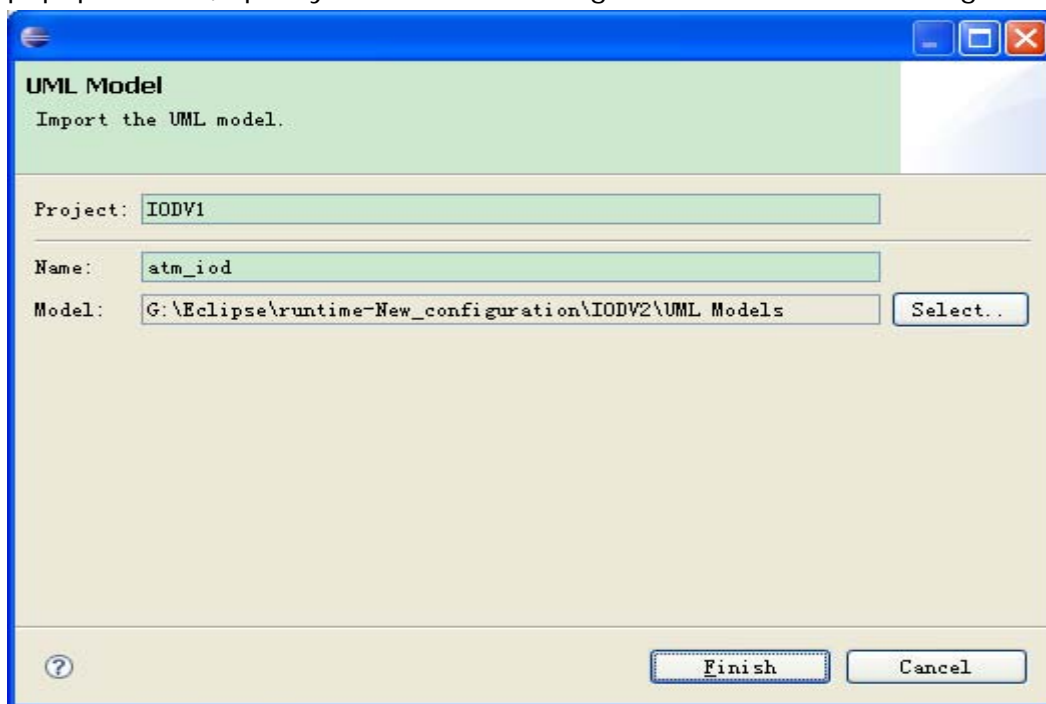 UML Model
Import the UML model.
Project: IODV1
Name: atm_iod
Model: G:\Eclipse\runtime-New_configuration\IODV2\UML Models Select..
Finish Cancel